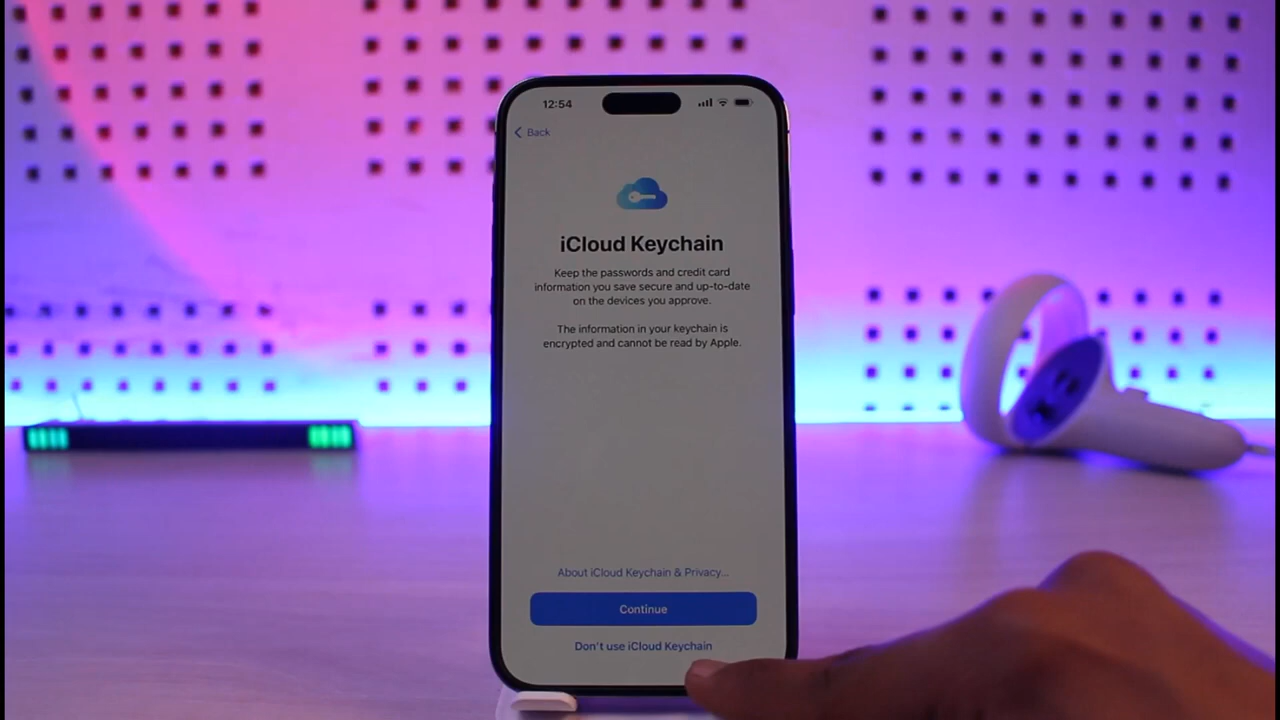 12:54
Back
iCloud Keychain
Keep the passwords and credit card
information you save secure and up-to-date
on the devices you approve.
The information in your keychain is
encrypted and cannot be read by Apple.
About iCloud Keychain & Privacy...
Continue
Don't use iCloud Keychain